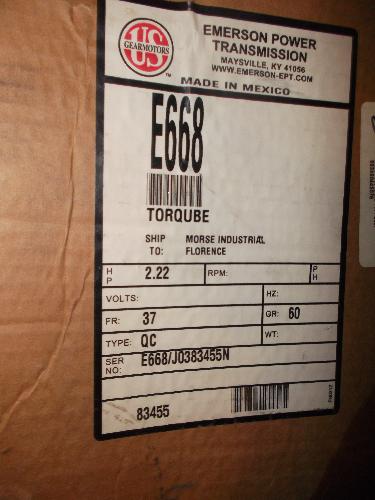 US
GEARMOTORS
TM
EMERSON POWER
TRANSMISSION
MAYSVILLE, KY 41056
WWW.EMERSON-EPT.COM
MADE IN MEXICO
E668
TORQUBE
SHIP MORSE INDUSTRIAL
TO: FLORENCE
HP 2.22 RPM: PH
VOLTS: HZ:
FR: 37 GR: 60
TYPE: QC WT:
SER NO: E668/J0383455N
83455